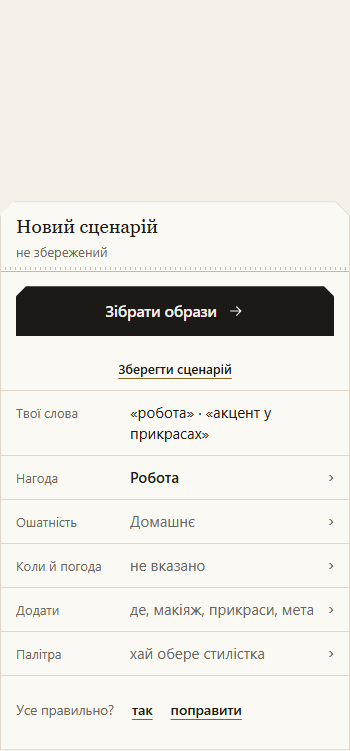 Новий сценарій
не збережений
Зібрати образи →
Зберегти сценарій
Твої слова «робота» · «акцент у
прикрасах»
Нагода Робота ›
Ошатність Домашнє ›
Коли й погода не вказано ›
Додати де, макіяж, прикраси, мета ›
Палітра хай обере стилістка ›
Усе правильно? так поправити